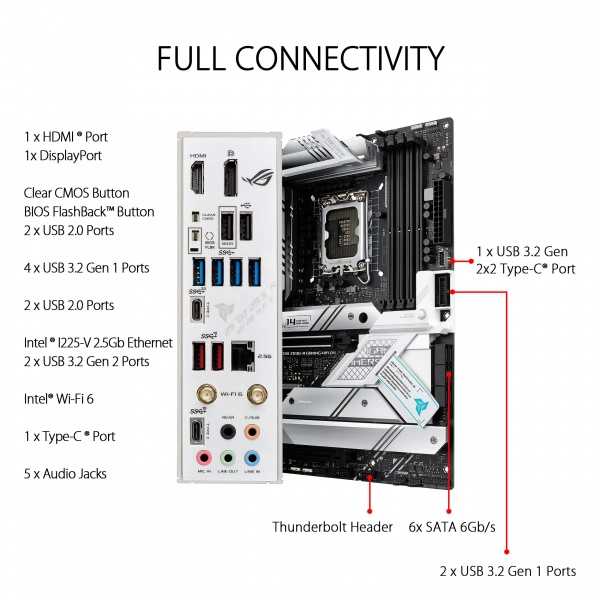 FULL CONNECTIVITY
1 x HDMI ® Port
1x DisplayPort
Clear CMOS Button
BIOS FlashBack™ Button
2 x USB 2.0 Ports
4 x USB 3.2 Gen 1 Ports
2 x USB 2.0 Ports
Intel ® I225-V 2.5Gb Ethernet
2 x USB 3.2 Gen 2 Ports
Intel® Wi-Fi 6
1 x Type-C ® Port
5 x Audio Jacks
HDMI
CLEAR
CMOS
BIOS
FLBK
BIOS
2.5G
WI-FI 6
REAR
C/SUB
MIC IN
LINE OUT
LINE IN
1 x USB 3.2 Gen
2x2 Type-C® Port
Thunderbolt Header
6x SATA 6Gb/s
2 x USB 3.2 Gen 1 Ports